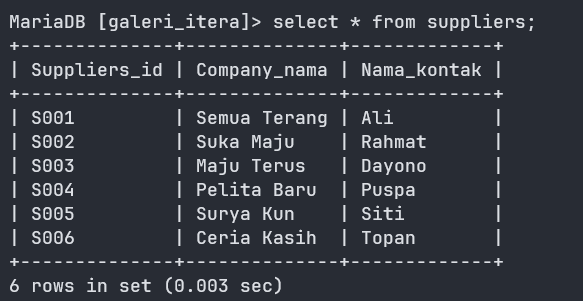 MariaDB [galeri_itera]> select * from suppliers;
+--------------+--------------+-------------+
| Suppliers_id | Company_nama | Nama_kontak |
+--------------+--------------+-------------+
| S001         | Semua Terang | Ali         |
| S002         | Suka Maju    | Rahmat      |
| S003         | Maju Terus   | Dayono      |
| S004         | Pelita Baru  | Puspa       |
| S005         | Surya Kun    | Siti        |
| S006         | Ceria Kasih  | Topan       |
+--------------+--------------+-------------+
6 rows in set (0.003 sec)